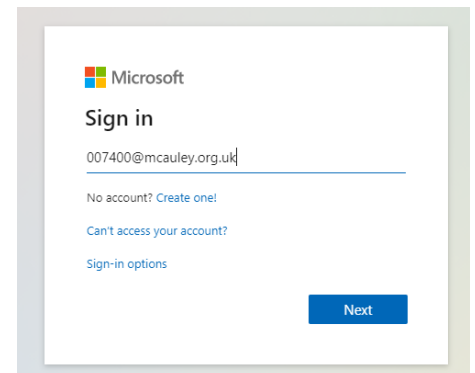 Microsoft
Sign in
007400@mcauley.org.uk
No account? Create one!
Can't access your account?
Sign-in options
Next